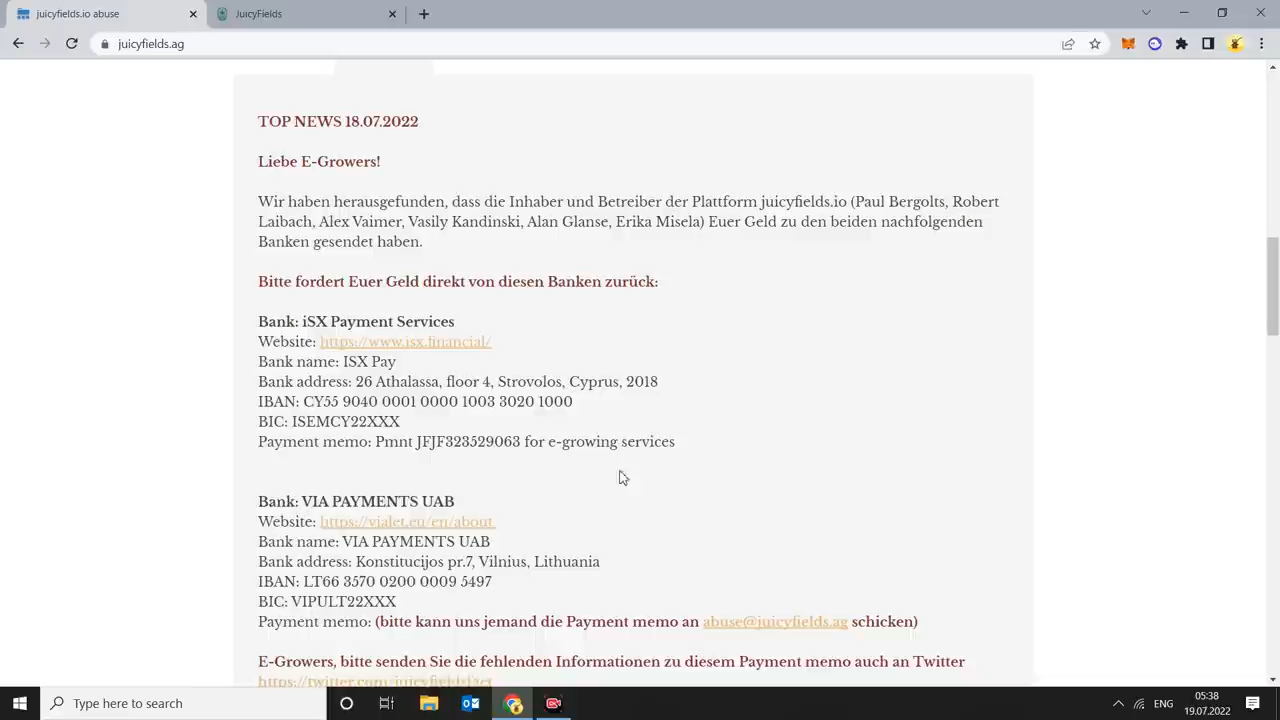 juicyfields.io abuse
JuicyFields
juicyfields.ag
TOP NEWS 18.07.2022
Liebe E-Growers!
Wir haben herausgefunden, dass die Inhaber und Betreiber der Plattform juicyfields.io (Paul Bergolts, Robert
Laibach, Alex Vaimer, Vasily Kandinski, Alan Glanse, Erika Misela) Euer Geld zu den beiden nachfolgenden
Banken gesendet haben.
Bitte fordert Euer Geld direkt von diesen Banken zurück:
Bank: iSX Payment Services
Website: https://www.isx.financial/
Bank name: ISX Pay
Bank address: 26 Athalassa, floor 4, Strovolos, Cyprus, 2018
IBAN: CY55 9040 0001 0000 1003 3020 1000
BIC: ISEMCY22XXX
Payment memo: Pmnt JFJF323529063 for e-growing services
Bank: VIA PAYMENTS UAB
Website: https://vialet.eu/en/about
Bank name: VIA PAYMENTS UAB
Bank address: Konstitucijos pr.7, Vilnius, Lithuania
IBAN: LT66 3570 0200 0009 5497
BIC: VIPULT22XXX
Payment memo: (bitte kann uns jemand die Payment memo an abuse@juicyfields.ag schicken)
E-Growers, bitte senden Sie die fehlenden Informationen zu diesem Payment memo auch an Twitter
Type here to search
ENG
05:38
19.07.2022